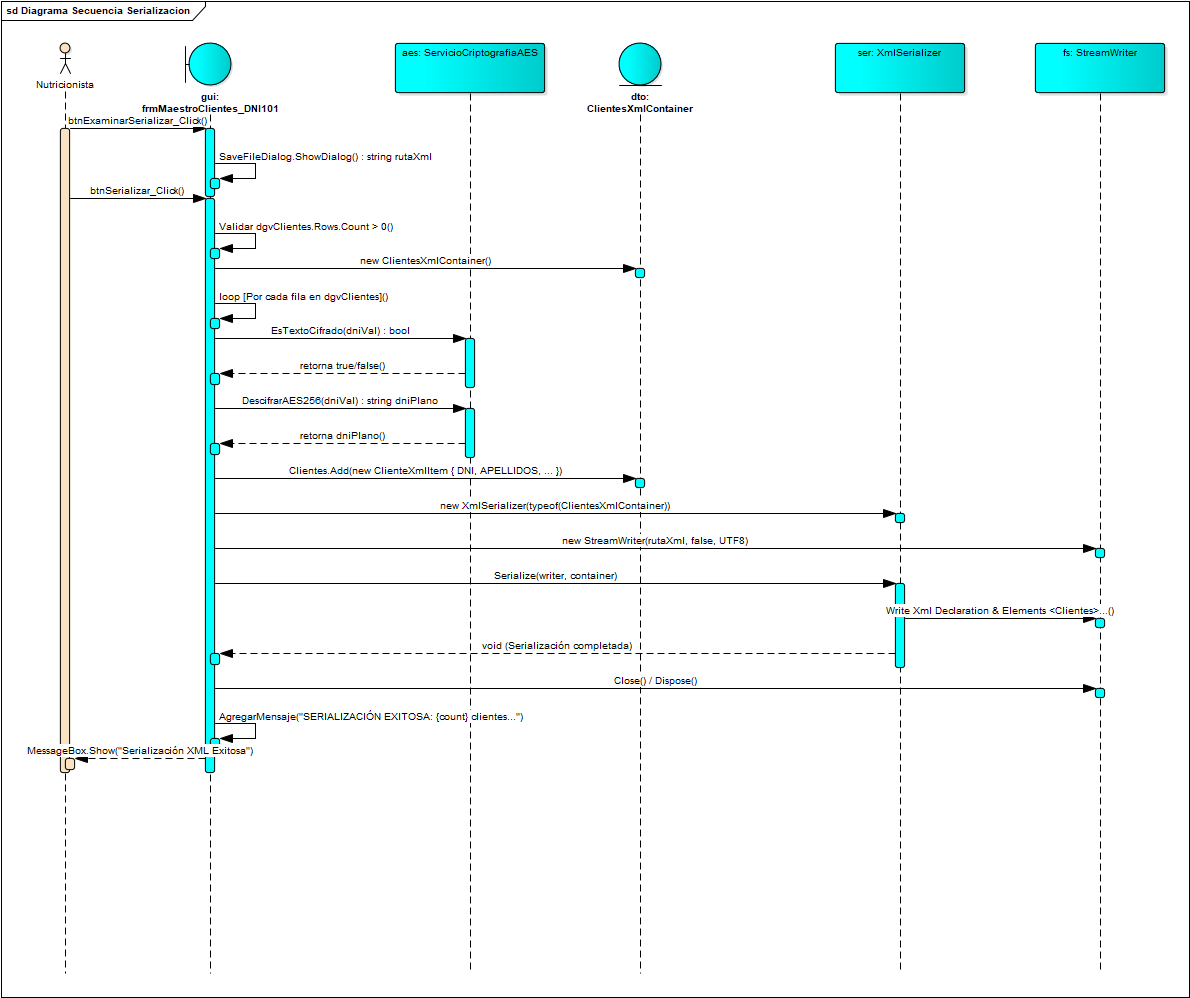 sd Diagrama Secuencia Serializacion
Nutricionista
gui:
frmMaestroClientes_DNI101
aes: ServicioCriptografiaAES
dto:
ClientesXmlContainer
ser: XmlSerializer
fs: StreamWriter
btnExaminarSerializar_Click()
SaveFileDialog.ShowDialog() : string rutaXml
btnSerializar_Click()
Validar dgvClientes.Rows.Count > 0()
new ClientesXmlContainer()
loop [Por cada fila en dgvClientes]()
EsTextoCifrado(dniVal) : bool
retorna true/false()
DescifrarAES256(dniVal) : string dniPlano
retorna dniPlano()
Clientes.Add(new ClienteXmlItem { DNI, APELLIDOS, ... })
new XmlSerializer(typeof(ClientesXmlContainer))
new StreamWriter(rutaXml, false, UTF8)
Serialize(writer, container)
Write Xml Declaration & Elements <Clientes>...()
void (Serialización completada)
Close() / Dispose()
AgregarMensaje("SERIALIZACIÓN EXITOSA: {count} clientes...")
MessageBox.Show("Serialización XML Exitosa")